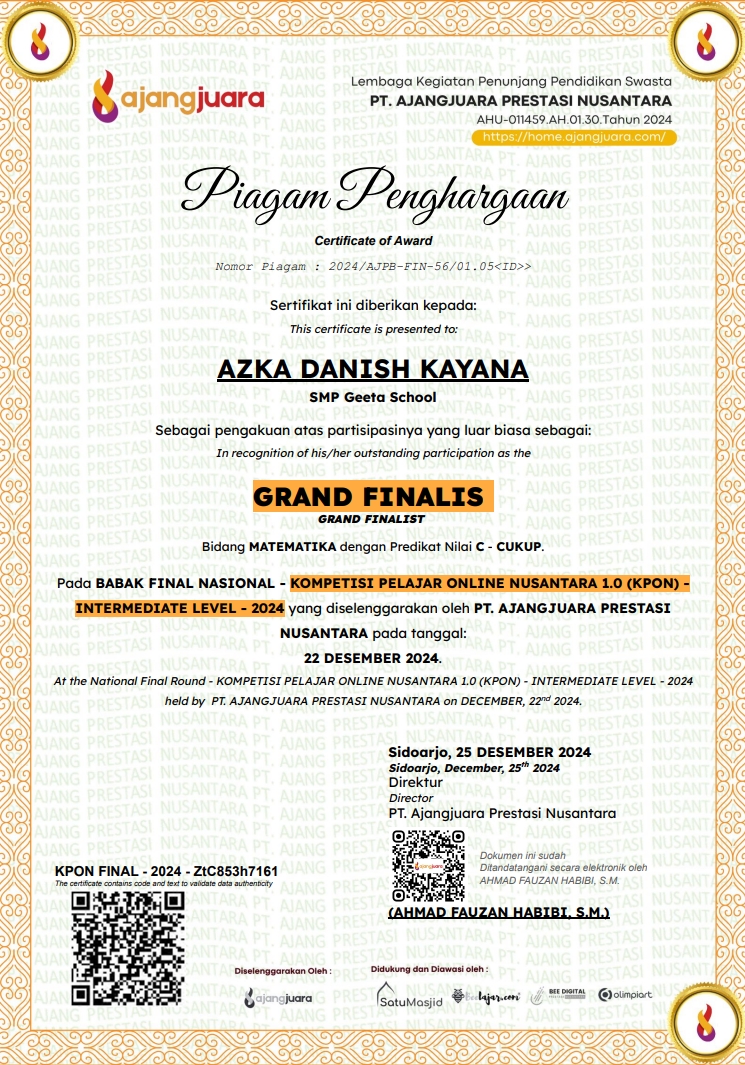 ajangjuara
Lembaga Kegiatan Penunjang Pendidikan Swasta
PT. AJANGJUARA PRESTASI NUSANTARA
AHU-011459.AH.01.30.Tahun 2024
https://home.ajangjuara.com/
Piagam Penghargaan
Certificate of Award
Nomor Piagam : 2024/AJPB-FIN-56/01.05<ID>>
Sertifikat ini diberikan kepada:
This certificate is presented to:
AZKA DANISH KAYANA
SMP Geeta School
Sebagai pengakuan atas partisipasinya yang luar biasa sebagai:
In recognition of his/her outstanding participation as the
GRAND FINALIS
GRAND FINALIST
Bidang MATEMATIKA dengan Predikat Nilai C - CUKUP.
Pada BABAK FINAL NASIONAL - KOMPETISI PELAJAR ONLINE NUSANTARA 1.0 (KPON) -
INTERMEDIATE LEVEL - 2024 yang diselenggarakan oleh PT. AJANGJUARA PRESTASI
NUSANTARA pada tanggal:
22 DESEMBER 2024.
At the National Final Round - KOMPETISI PELAJAR ONLINE NUSANTARA 1.0 (KPON) - INTERMEDIATE LEVEL - 2024
held by PT. AJANGJUARA PRESTASI NUSANTARA on DECEMBER, 22nd 2024.
Sidoarjo, 25 DESEMBER 2024
Sidoarjo, December, 25th 2024
Direktur
Director
PT. Ajangjuara Prestasi Nusantara
ajangjuara
Dokumen ini sudah
Ditandatangani secara elektronik oleh
AHMAD FAUZAN HABIBI, S.M.
(AHMAD FAUZAN HABIBI, S.M.)
KPON FINAL - 2024 - ZtC853h7161
The certificate contains code and text to validate data authenticity
Diselenggarakan Oleh :
Didukung dan Diawasi oleh :
ajangjuara
SatuMasjid
Beelajar.com
BEE DIGITAL
olimpiart